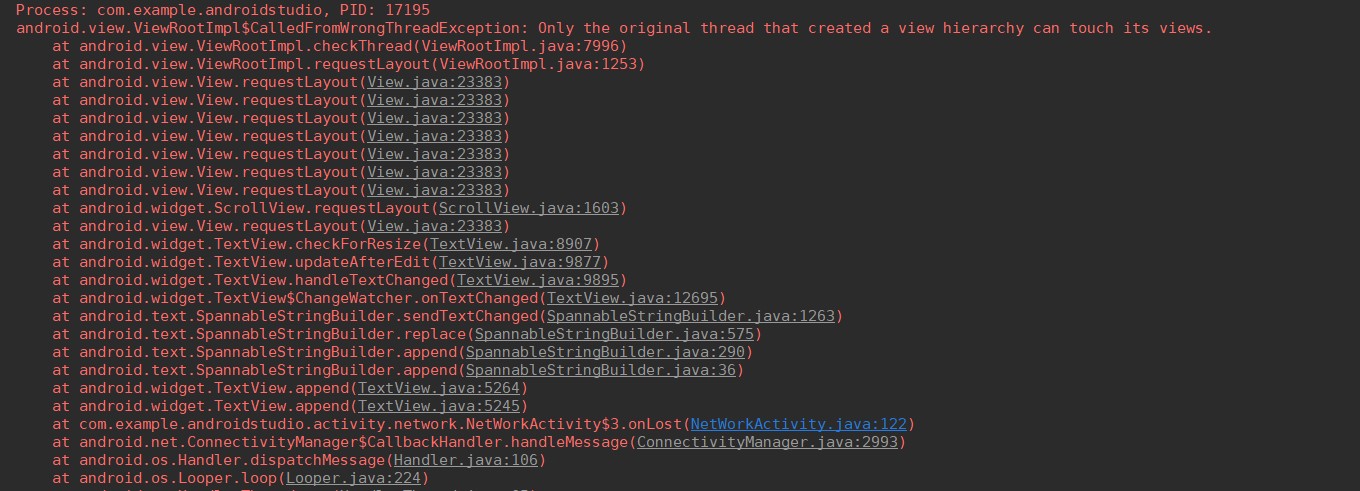 Process: com.example.androidstudio, PID: 17195
android.view.ViewRootImpl$CalledFromWrongThreadException: Only the original thread that created a view hierarchy can touch its views.
at android.view.ViewRootImpl.checkThread(ViewRootImpl.java:7996)
at android.view.ViewRootImpl.requestLayout(ViewRootImpl.java:1253)
at android.view.View.requestLayout(View.java:23383)
at android.view.View.requestLayout(View.java:23383)
at android.view.View.requestLayout(View.java:23383)
at android.view.View.requestLayout(View.java:23383)
at android.view.View.requestLayout(View.java:23383)
at android.view.View.requestLayout(View.java:23383)
at android.view.View.requestLayout(View.java:23383)
at android.widget.ScrollView.requestLayout(ScrollView.java:1603)
at android.view.View.requestLayout(View.java:23383)
at android.widget.TextView.checkForResize(TextView.java:8907)
at android.widget.TextView.updateAfterEdit(TextView.java:9877)
at android.widget.TextView.handleTextChanged(TextView.java:9895)
at android.widget.TextView$ChangeWatcher.onTextChanged(TextView.java:12695)
at android.text.SpannableStringBuilder.sendTextChanged(SpannableStringBuilder.java:1263)
at android.text.SpannableStringBuilder.replace(SpannableStringBuilder.java:575)
at android.text.SpannableStringBuilder.append(SpannableStringBuilder.java:290)
at android.text.SpannableStringBuilder.append(SpannableStringBuilder.java:36)
at android.widget.TextView.append(TextView.java:5264)
at android.widget.TextView.append(TextView.java:5245)
at com.example.androidstudio.activity.network.NetWorkActivity$3.onLost(NetWorkActivity.java:122)
at android.net.ConnectivityManager$CallbackHandler.handleMessage(ConnectivityManager.java:2993)
at android.os.Handler.dispatchMessage(Handler.java:106)
at android.os.Looper.loop(Looper.java:224)